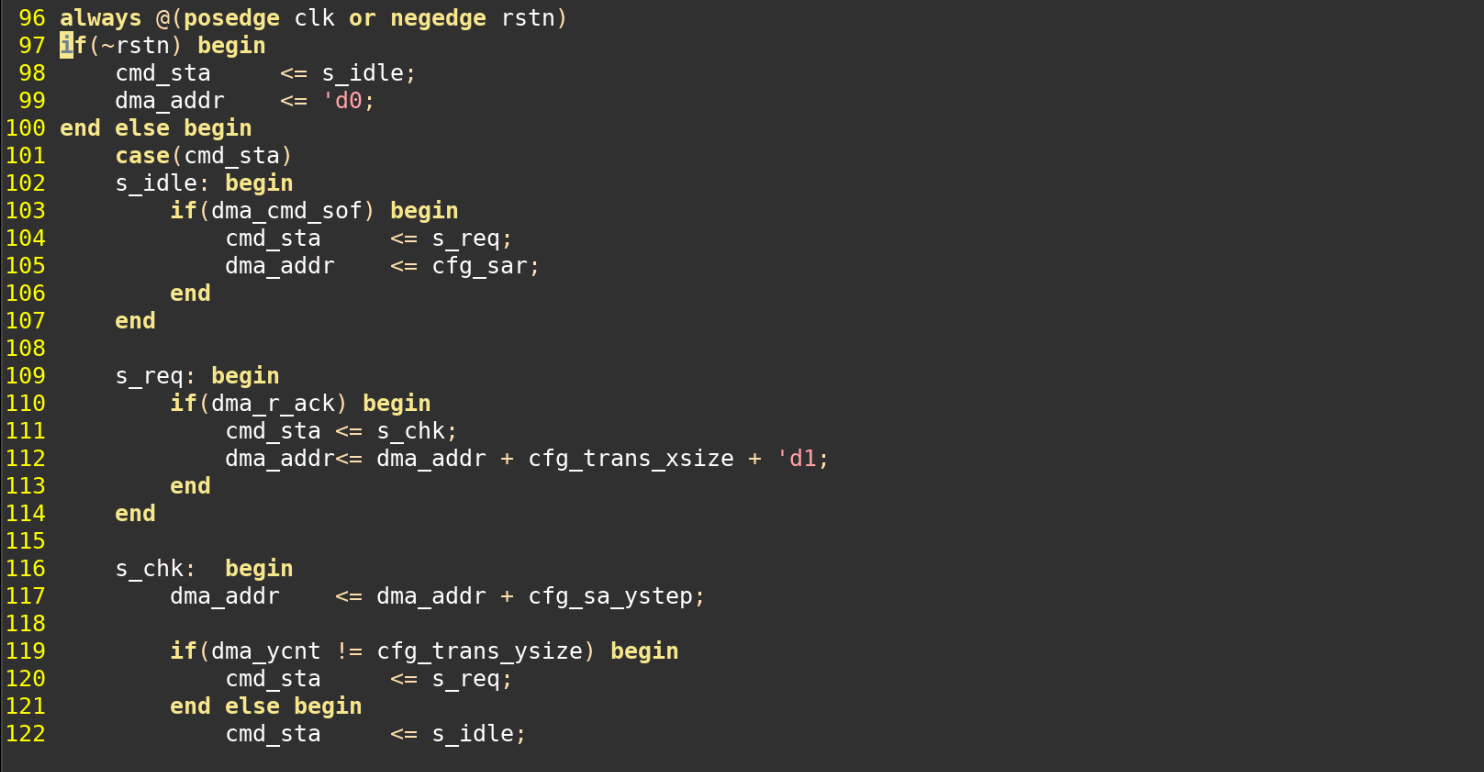 96 always @(posedge clk or negedge rstn)
97 if(~rstn) begin
98     cmd_sta     <= s_idle;
99     dma_addr    <= 'd0;
100 end else begin
101     case(cmd_sta)
102     s_idle: begin
103         if(dma_cmd_sof) begin
104             cmd_sta     <= s_req;
105             dma_addr    <= cfg_sar;
106         end
107     end
108
109     s_req: begin
110         if(dma_r_ack) begin
111             cmd_sta <= s_chk;
112             dma_addr<= dma_addr + cfg_trans_xsize + 'd1;
113         end
114     end
115
116     s_chk:  begin
117         dma_addr    <= dma_addr + cfg_sa_ystep;
118
119         if(dma_ycnt != cfg_trans_ysize) begin
120             cmd_sta     <= s_req;
121         end else begin
122             cmd_sta     <= s_idle;